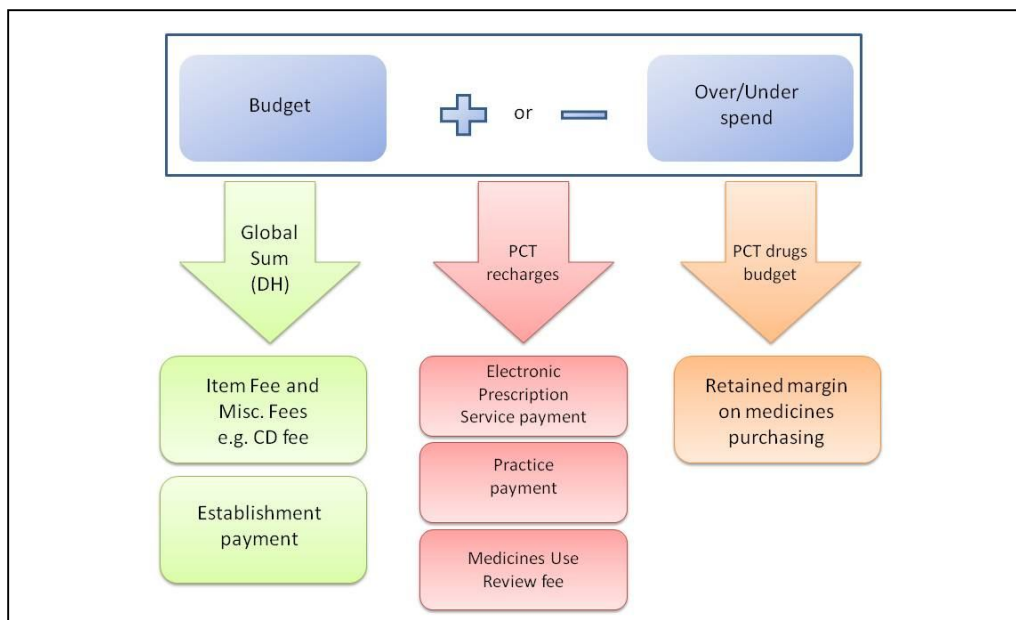 Budget
or
Over/Under
spend
Global
Sum
(DH)
PCT
recharges
PCT drugs
budget
Item Fee and
Misc. Fees
e.g. CD fee
Establishment
payment
Electronic
Prescription
Service payment
Practice
payment
Medicines Use
Review fee
Retained margin
on medicines
purchasing